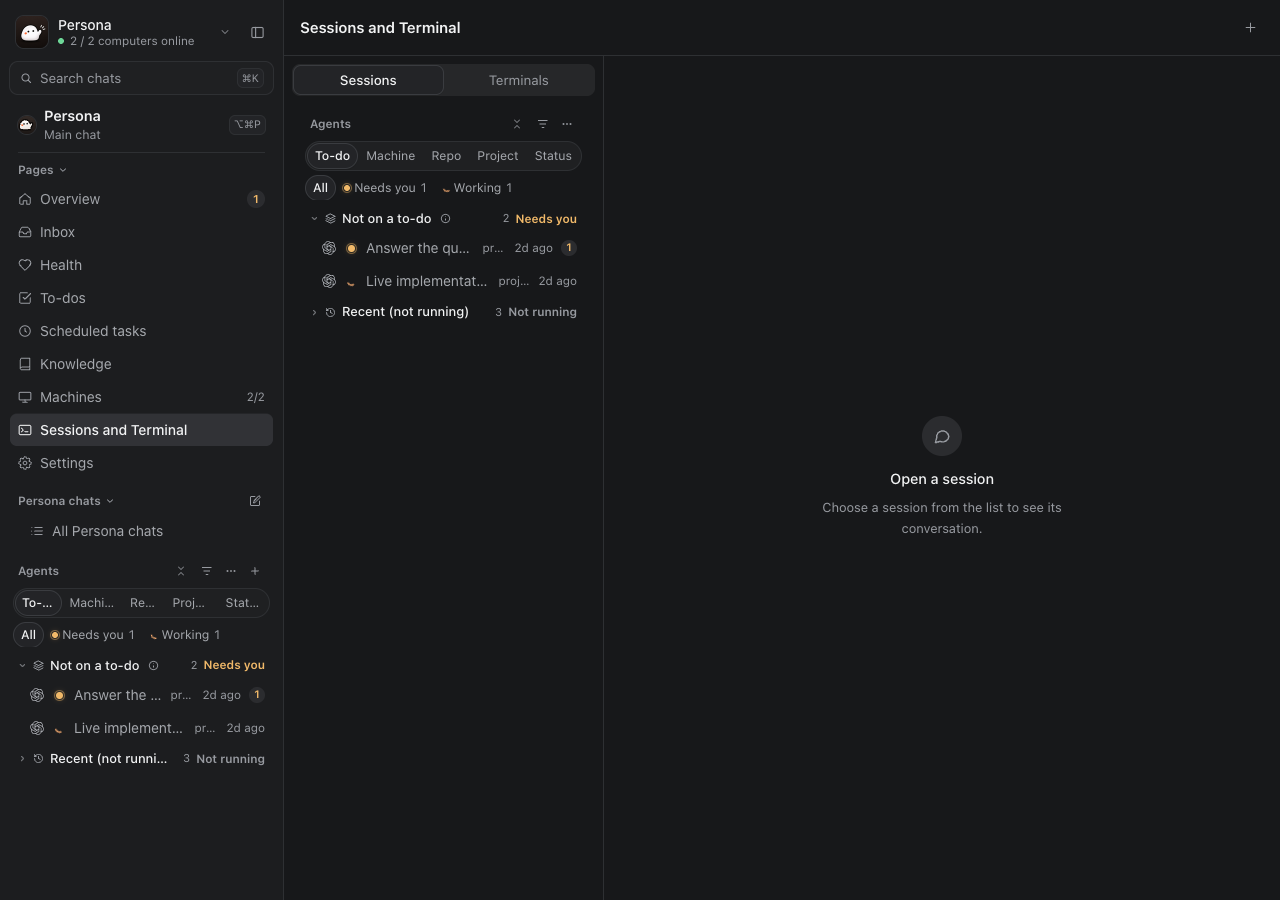 Persona
2 / 2 computers online
Search chats ⌘K
Persona
Main chat
⌥⌘P
Pages
Overview 1
Inbox
Health
To-dos
Scheduled tasks
Knowledge
Machines 2/2
Sessions and Terminal
Settings
Persona chats
All Persona chats
Agents
To-... Machi... Re... Proj... Stat...
All Needs you 1 Working 1
Not on a to-do 2 Needs you
Answer the ... pr... 2d ago 1
Live implement... pr... 2d ago
Recent (not runni... 3 Not running
Sessions and Terminal
Sessions Terminals
Agents
To-do Machine Repo Project Status
All Needs you 1 Working 1
Not on a to-do 2 Needs you
Answer the qu... pr... 2d ago 1
Live implementat... proj... 2d ago
Recent (not running) 3 Not running
Open a session
Choose a session from the list to see its
conversation.